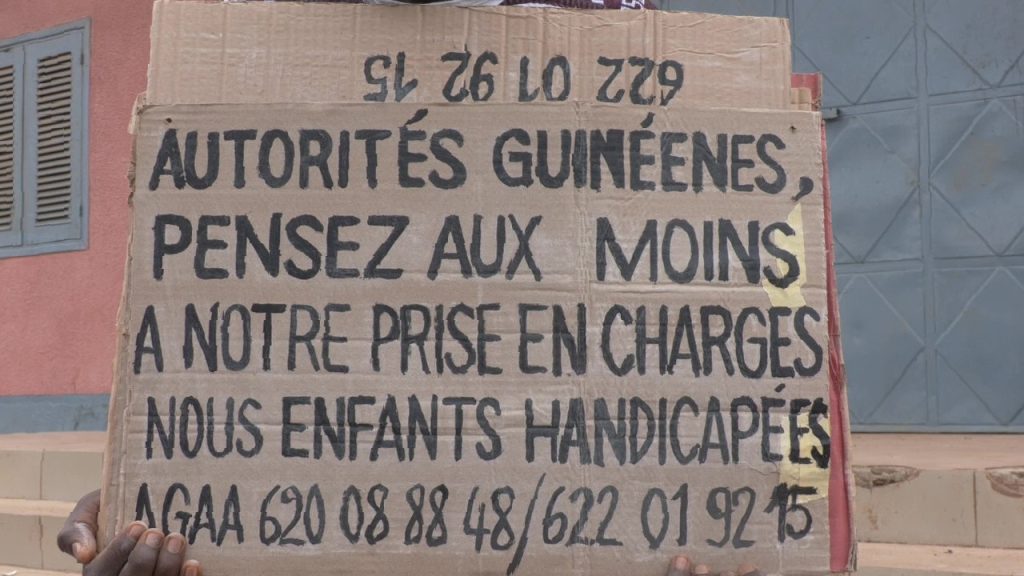 622 01 92 15
AUTORITÉS GUINÉENES,
PENSEZ AUX MOINS
A NOTRE PRISE EN CHARGES
NOUS ENFANTS HANDICAPÉES
AGAA 620 08 88 48/622 01 92 15